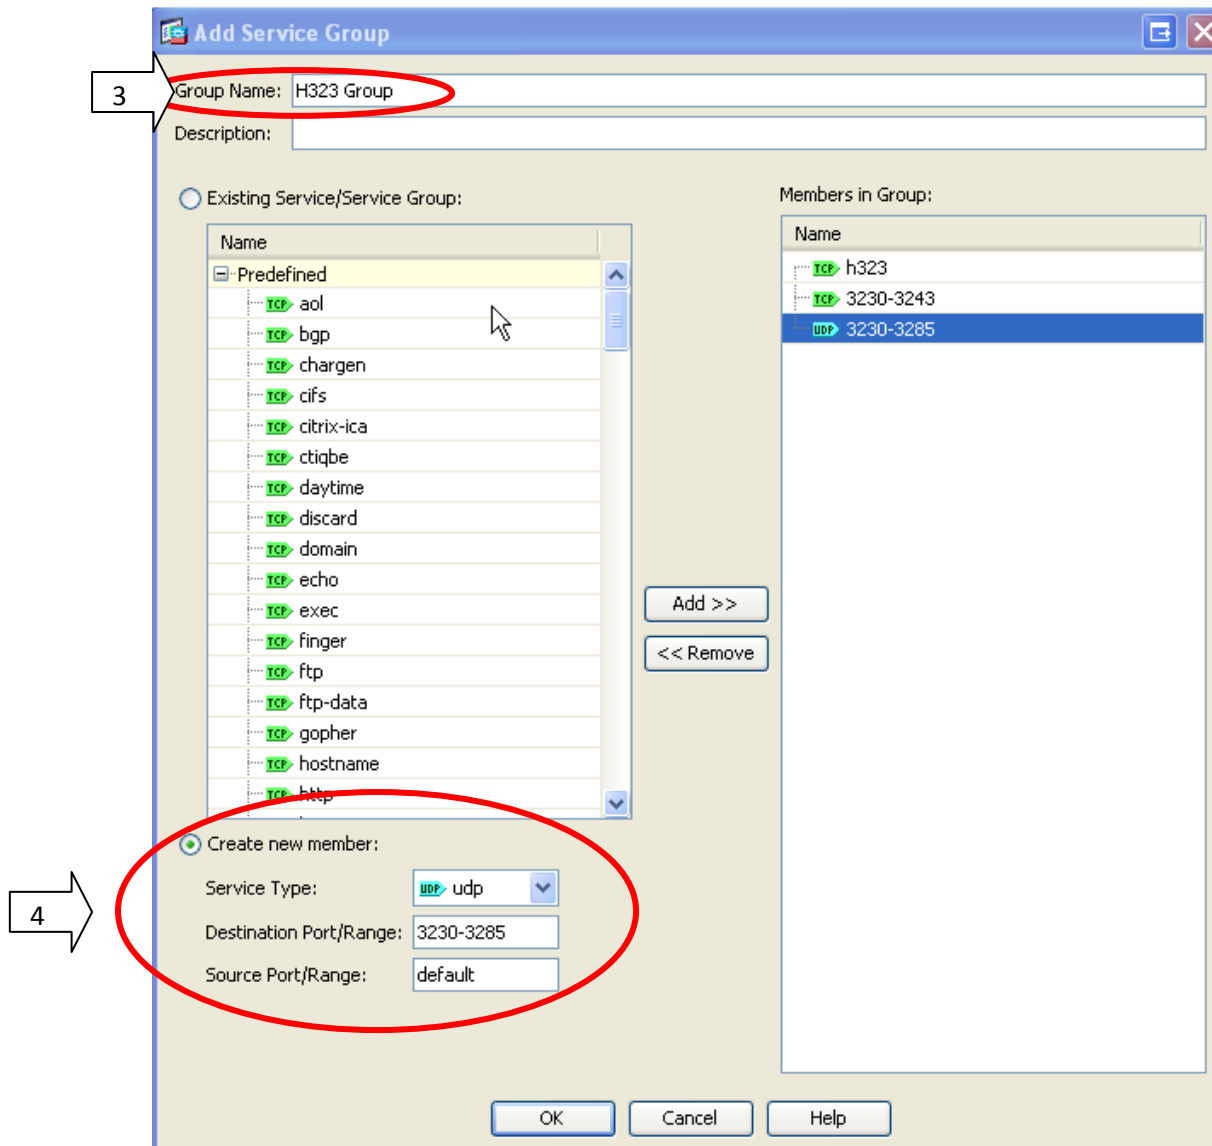 Add Service Group
3
Group Name: H323 Group
Description:
Existing Service/Service Group:
Name
Predefined
TCP aol
TCP bgp
TCP chargen
TCP cifs
TCP citrix-ica
TCP ctiqbe
TCP daytime
TCP discard
TCP domain
TCP echo
TCP exec
TCP finger
TCP ftp
TCP ftp-data
TCP gopher
TCP hostname
TCP http
Add >>
<< Remove
Members in Group:
Name
TCP h323
TCP 3230-3243
UDP 3230-3285
4
Create new member:
Service Type: UDP udp
Destination Port/Range: 3230-3285
Source Port/Range: default
OK Cancel Help